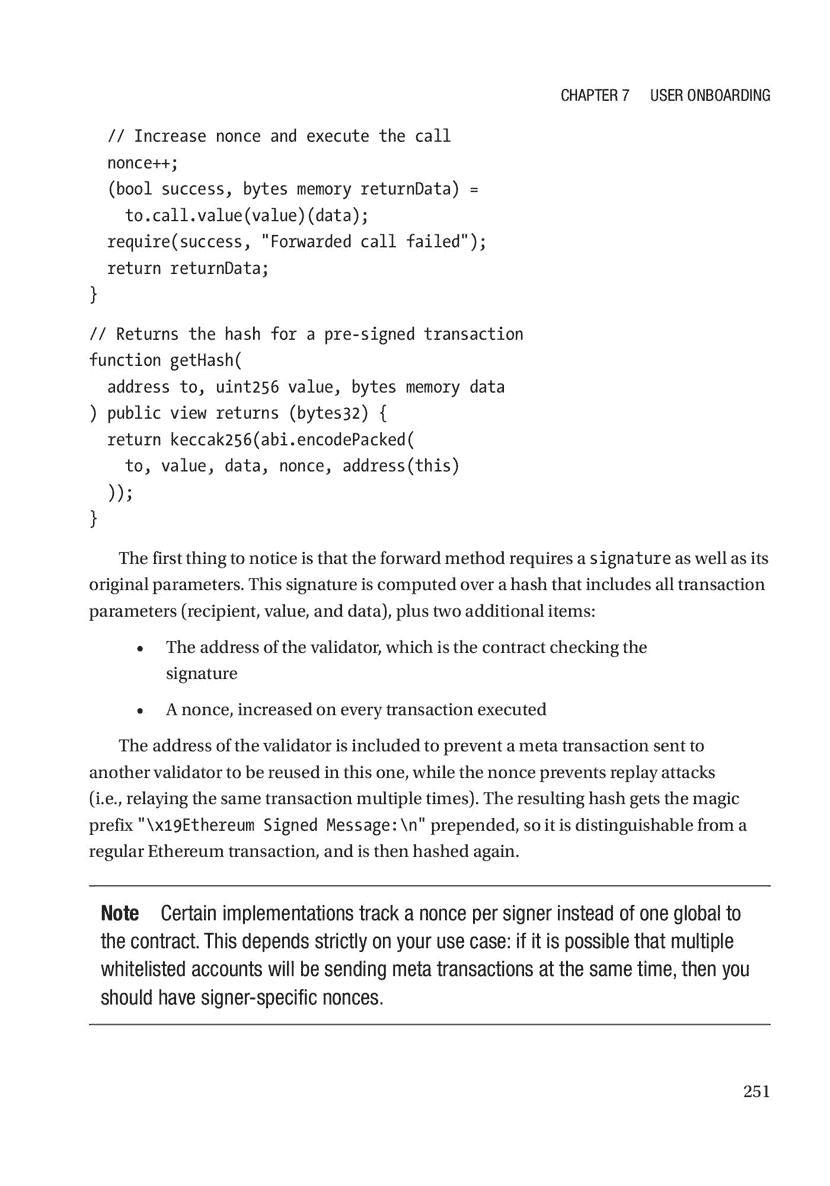 CHAPTER 7 USER ONBOARDING
// Increase nonce and execute the call
nonce++;
(bool success, bytes memory returnData) =
to.call.value(value)(data);
require(success, "Forwarded call failed");
return returnData;
}
// Returns the hash for a pre-signed transaction
function getHash(
address to, uint256 value, bytes memory data
) public view returns (bytes32) {
return keccak256(abi.encodePacked(
to, value, data, nonce, address(this)
));
}
The first thing to notice is that the forward method requires a signature as well as its
original parameters. This signature is computed over a hash that includes all transaction
parameters (recipient, value, and data), plus two additional items:
• The address of the validator, which is the contract checking the
signature
• A nonce, increased on every transaction executed
The address of the validator is included to prevent a meta transaction sent to
another validator to be reused in this one, while the nonce prevents replay attacks
(i.e., relaying the same transaction multiple times). The resulting hash gets the magic
prefix "\x19Ethereum Signed Message:\n" prepended, so it is distinguishable from a
regular Ethereum transaction, and is then hashed again.
Note Certain implementations track a nonce per signer instead of one global to
the contract. This depends strictly on your use case: if it is possible that multiple
whitelisted accounts will be sending meta transactions at the same time, then you
should have signer-specific nonces.
251